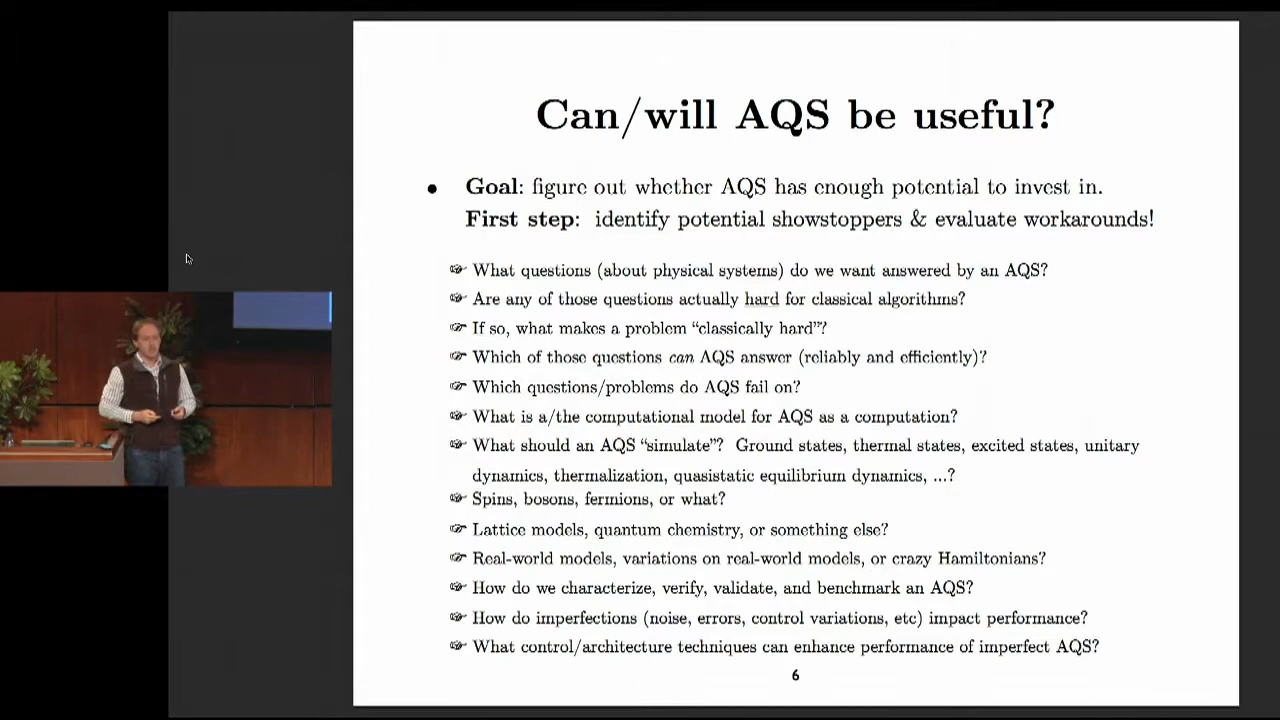 Can/will AQS be useful?
• Goal: figure out whether AQS has enough potential to invest in.
First step: identify potential showstoppers & evaluate workarounds!
☞ What questions (about physical systems) do we want answered by an AQS?
☞ Are any of those questions actually hard for classical algorithms?
☞ If so, what makes a problem “classically hard”?
☞ Which of those questions can AQS answer (reliably and efficiently)?
☞ Which questions/problems do AQS fail on?
☞ What is a/the computational model for AQS as a computation?
☞ What should an AQS “simulate”? Ground states, thermal states, excited states, unitary
dynamics, thermalization, quasistatic equilibrium dynamics, ...?
☞ Spins, bosons, fermions, or what?
☞ Lattice models, quantum chemistry, or something else?
☞ Real-world models, variations on real-world models, or crazy Hamiltonians?
☞ How do we characterize, verify, validate, and benchmark an AQS?
☞ How do imperfections (noise, errors, control variations, etc) impact performance?
☞ What control/architecture techniques can enhance performance of imperfect AQS?
6